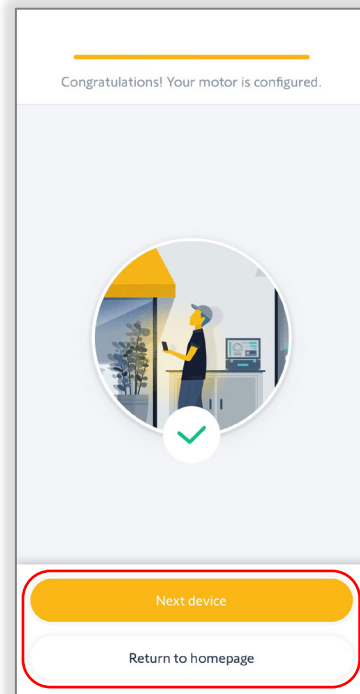 Congratulations! Your motor is configured.
Next device
Return to homepage